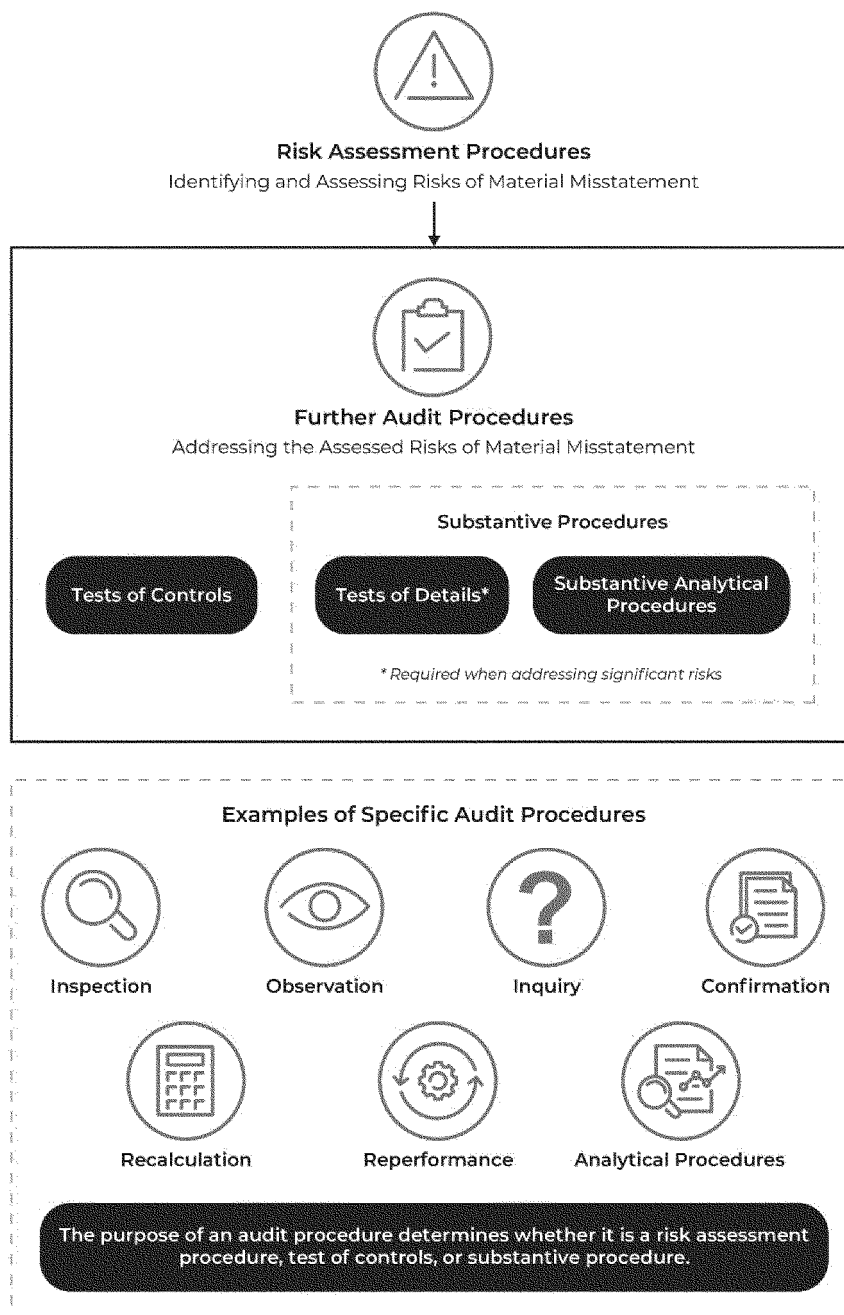 Risk Assessment Procedures
Identifying and Assessing Risks of Material Misstatement
Further Audit Procedures
Addressing the Assessed Risks of Material Misstatement
Substantive Procedures
Tests of Controls
Tests of Details*
Substantive Analytical
Procedures
* Required when addressing significant risks
Examples of Specific Audit Procedures
?
Inspection
Observation
Inquiry
Confirmation
Recalculation
Reperformance
Analytical Procedures
The purpose of an audit procedure determines whether it is a risk assessment
procedure, test of controls, or substantive procedure.